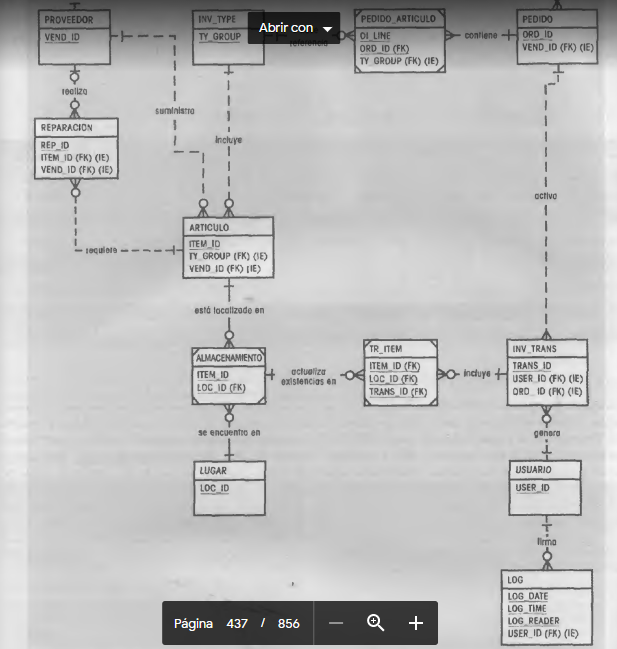 PROVEEDOR
VEND_ID
INV_TYPE
TY_GROUP
Abrir con
referencia
PEDIDO_ARTICULO
OI_LINE
ORD_ID (FK)
TY_GROUP (FK) (IE)
contiene
PEDIDO
ORD_ID
VEND_ID (FK) (IE)
realiza
suministra
incluye
REPARACION
REP_ID
ITEM_ID (FK) (IE)
VEND_ID (FK) (IE)
activa
requiere
ARTICULO
ITEM_ID
TY_GROUP (FK) (IE)
VEND_ID (FK) (IE)
está localizado en
ALMACENAMIENTO
ITEM_ID
LOC_ID (FK)
actualiza
existencias en
TR_ITEM
ITEM_ID (FK)
LOC_ID (FK)
TRANS_ID (FK)
incluye
INV_TRANS
TRANS_ID
USER_ID (FK) (IE)
ORD_ID (FK) (IE)
se encuentra en
genera
LUGAR
LOC_ID
USUARIO
USER_ID
firma
LOG
LOG_DATE
LOG_TIME
LOG_READER
USER_ID (FK) (IE)
Página 437 / 856